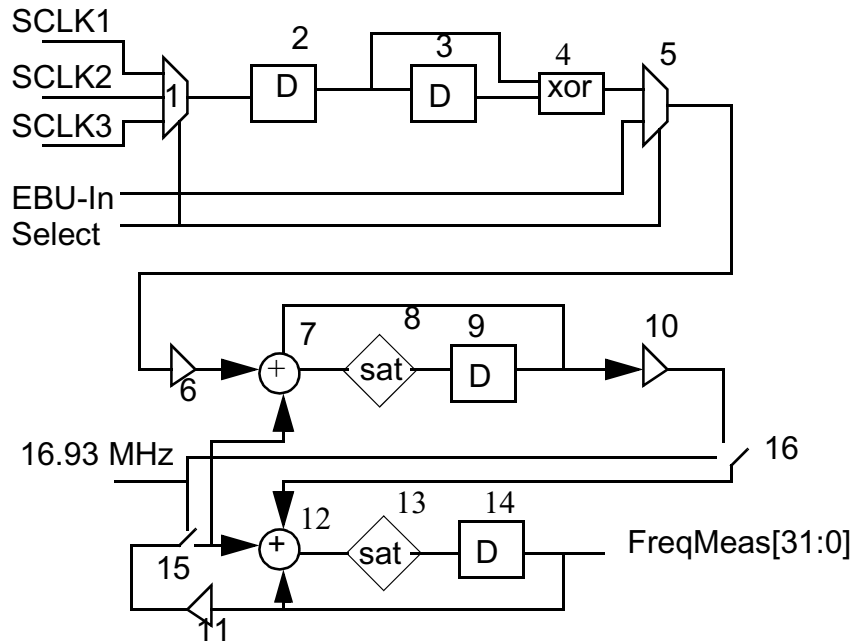 SCLK1
SCLK2
SCLK3
1
2
D
3
D
4
xor
5
EBU-In
Select
6
7
+
8
sat
9
D
10
16.93 MHz
16
15
12
+
13
sat
14
D
FreqMeas[31:0]
11